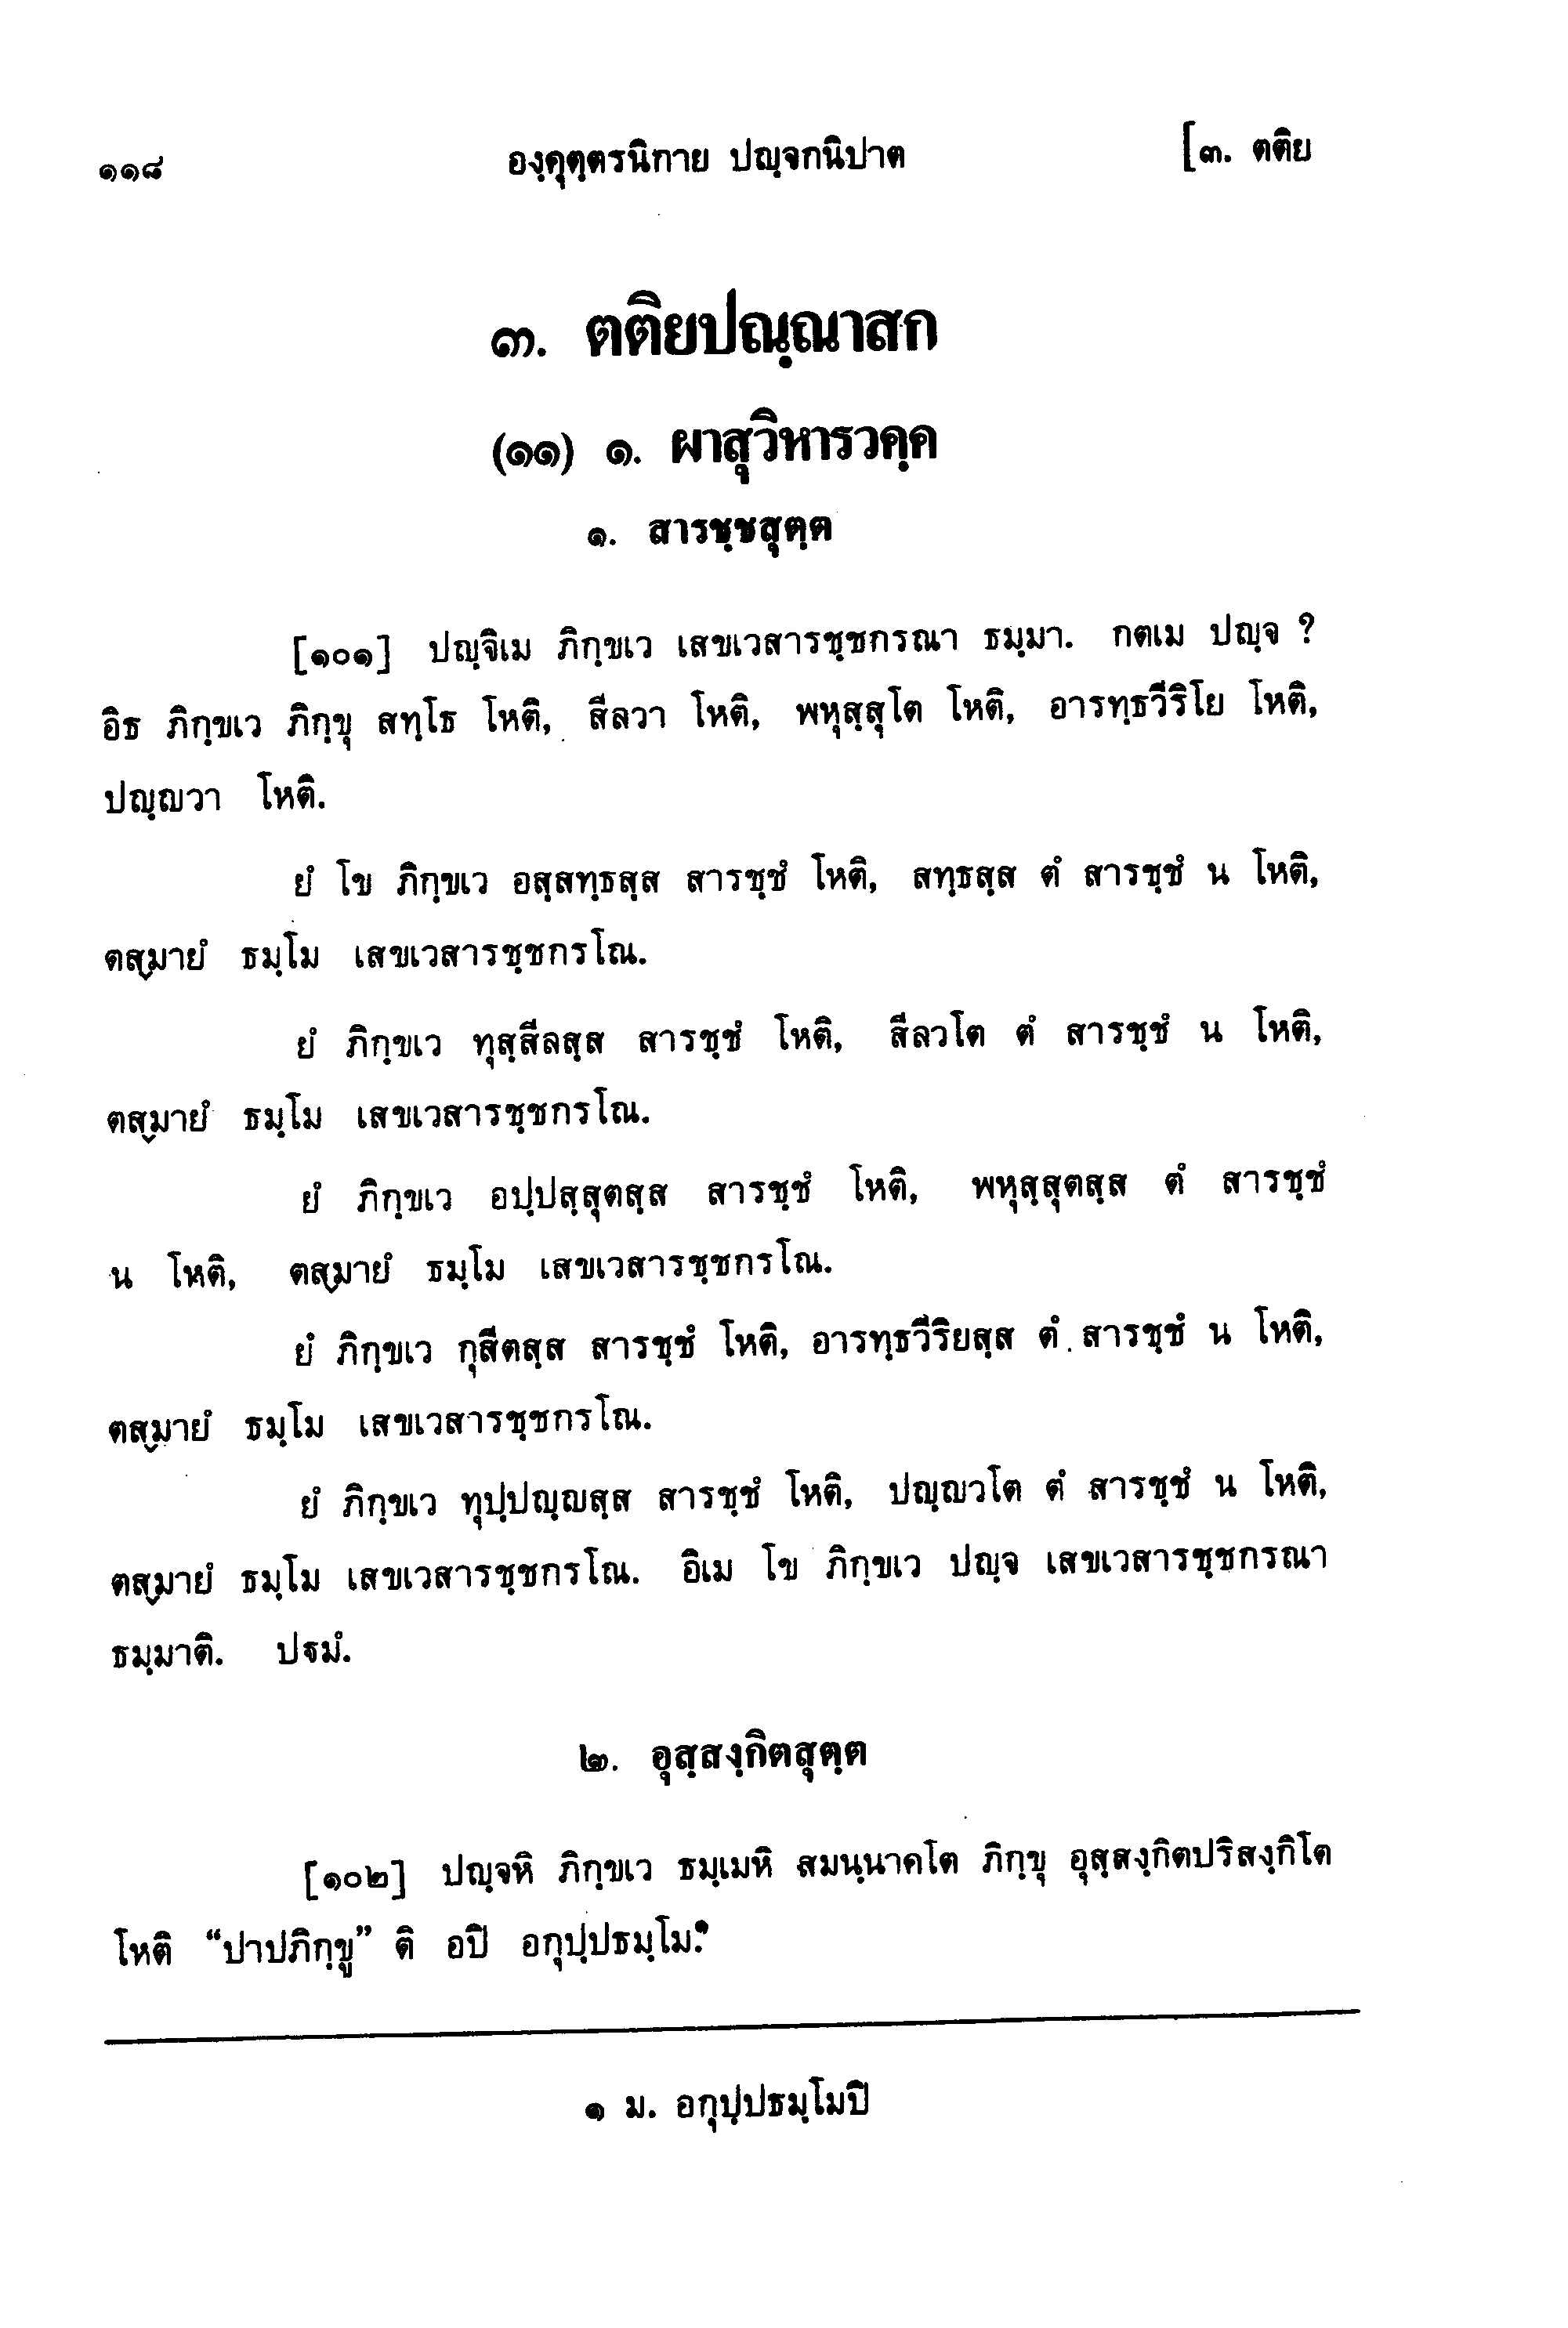 ๑๑๘ องฺคุตฺตรนิกาย ปญฺจกนิปาต [๓. ตติย
๓. ตติยปณฺณาสก
(๑๑) ๑. ผาสุวิหารวคฺค
๑. สารชฺชสุตฺต
[๑๐๑] ปญฺจิเม ภิกฺขเว เสขเวสารชฺชกรณา ธมฺมา. กตเม ปญฺจ ?
อิธ ภิกฺขเว ภิกฺขุ สทฺโธ โหติ, สีลวา โหติ, พหุสฺสุโต โหติ, อารทฺธวีริโย โหติ,
ปญฺญวา โหติ.
ยํ โข ภิกฺขเว อสฺสทฺธสฺส สารชฺชํ โหติ, สทฺธสฺส ตํ สารชฺชํ น โหติ,
ตสฺมายํ ธมฺโม เสขเวสารชฺชกรโณ.
ยํ ภิกฺขเว ทุสฺสีลสฺส สารชฺชํ โหติ, สีลวโต ตํ สารชฺชํ น โหติ,
ตสฺมายํ ธมฺโม เสขเวสารชฺชกรโณ.
ยํ ภิกฺขเว อปฺปสฺสุตสฺส สารชฺชํ โหติ, พหุสฺสุตสฺส ตํ สารชฺชํ
น โหติ, ตสฺมายํ ธมฺโม เสขเวสารชฺชกรโณ.
ยํ ภิกฺขเว กุสีตสฺส สารชฺชํ โหติ, อารทฺธวีริยสฺส ตํ สารชฺชํ น โหติ,
ตสฺมายํ ธมฺโม เสขเวสารชฺชกรโณ.
ยํ ภิกฺขเว ทุปฺปญฺญสฺส สารชฺชํ โหติ, ปญฺญวโต ตํ สารชฺชํ น โหติ,
ตสฺมายํ ธมฺโม เสขเวสารชฺชกรโณ. อิเม โข ภิกฺขเว ปญฺจ เสขเวสารชฺชกรณา
ธมฺมาติ. ปฐมํ.
๒. อุสฺสงฺกิตสุตฺต
[๑๐๒] ปญฺจหิ ภิกฺขเว ธมฺเมหิ สมนฺนาคโต ภิกฺขุ อุสฺสงฺกิตปริสงฺกิโต
โหติ “ปาปภิกฺขู” ติ อปิ อกุปฺปธมฺโม.๑
๑ ม. อกุปฺปธมฺโมปิ